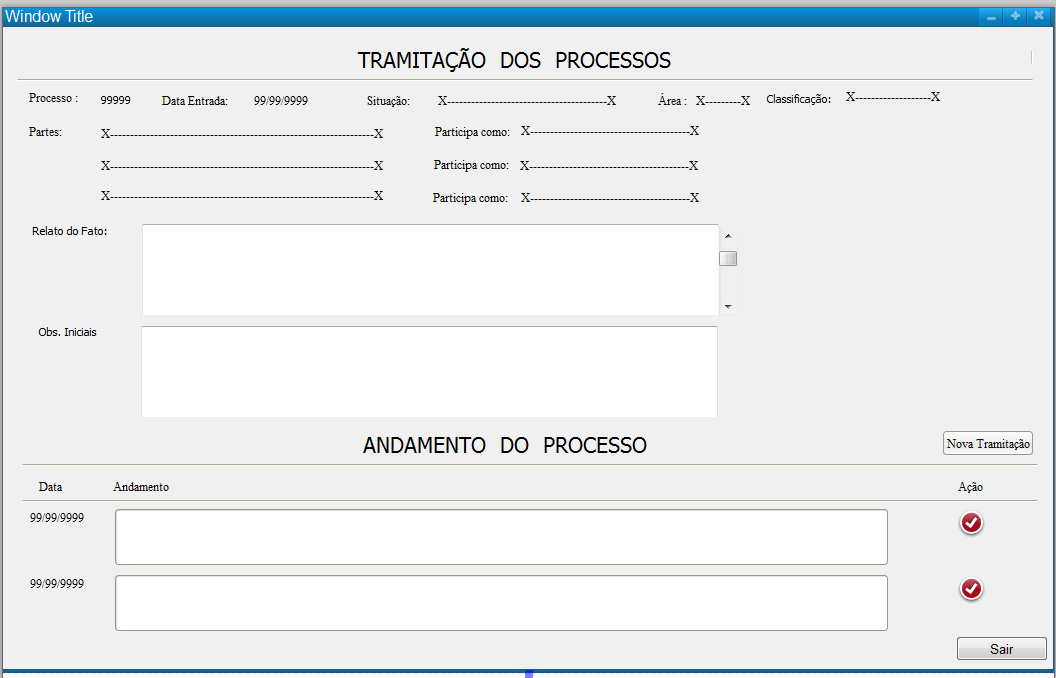 Window Title
TRAMITAÇÃO DOS PROCESSOS
Processo : 99999 Data Entrada: 99/99/9999 Situação: X----------------------------------------X Área : X---------X Classificação: X-------------------X
Partes: X------------------------------------------------------------------X Participa como: X----------------------------------------X
X------------------------------------------------------------------X Participa como: X----------------------------------------X
X------------------------------------------------------------------X Participa como: X----------------------------------------X
Relato do Fato:
Obs. Iniciais
ANDAMENTO DO PROCESSO
Nova Tramitação
Data Andamento Ação
99/99/9999
99/99/9999
Sair